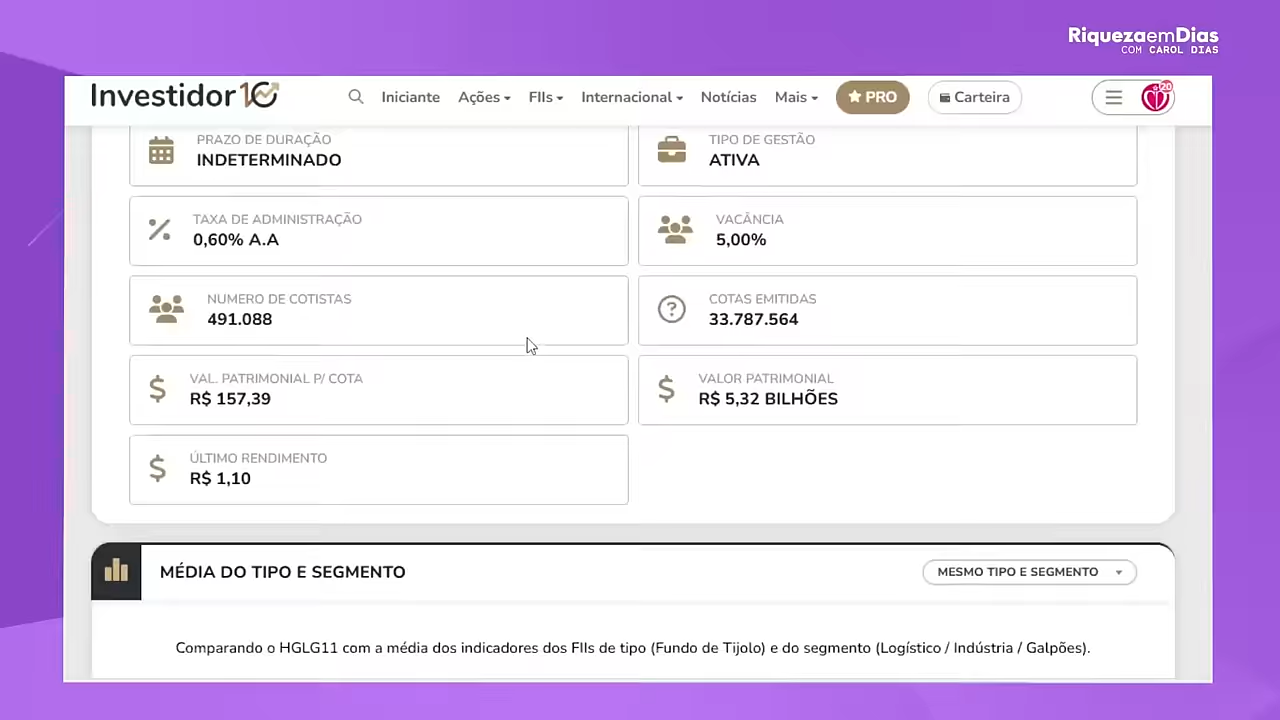 RiquezaemDias
COM CAROL DIAS
Investidor10
Iniciante Ações FIIs Internacional Notícias Mais PRO Carteira
20
PRAZO DE DURAÇÃO
INDETERMINADO
TIPO DE GESTÃO
ATIVA
TAXA DE ADMINISTRAÇÃO
0,60% A.A
VACÂNCIA
5,00%
NUMERO DE COTISTAS
491.088
COTAS EMITIDAS
33.787.564
VAL. PATRIMONIAL P/ COTA
R$ 157,39
VALOR PATRIMONIAL
R$ 5,32 BILHÕES
ÚLTIMO RENDIMENTO
R$ 1,10
MÉDIA DO TIPO E SEGMENTO
MESMO TIPO E SEGMENTO
Comparando o HGLG11 com a média dos indicadores dos FIIs de tipo (Fundo de Tijolo) e do segmento (Logístico / Indústria / Galpões).